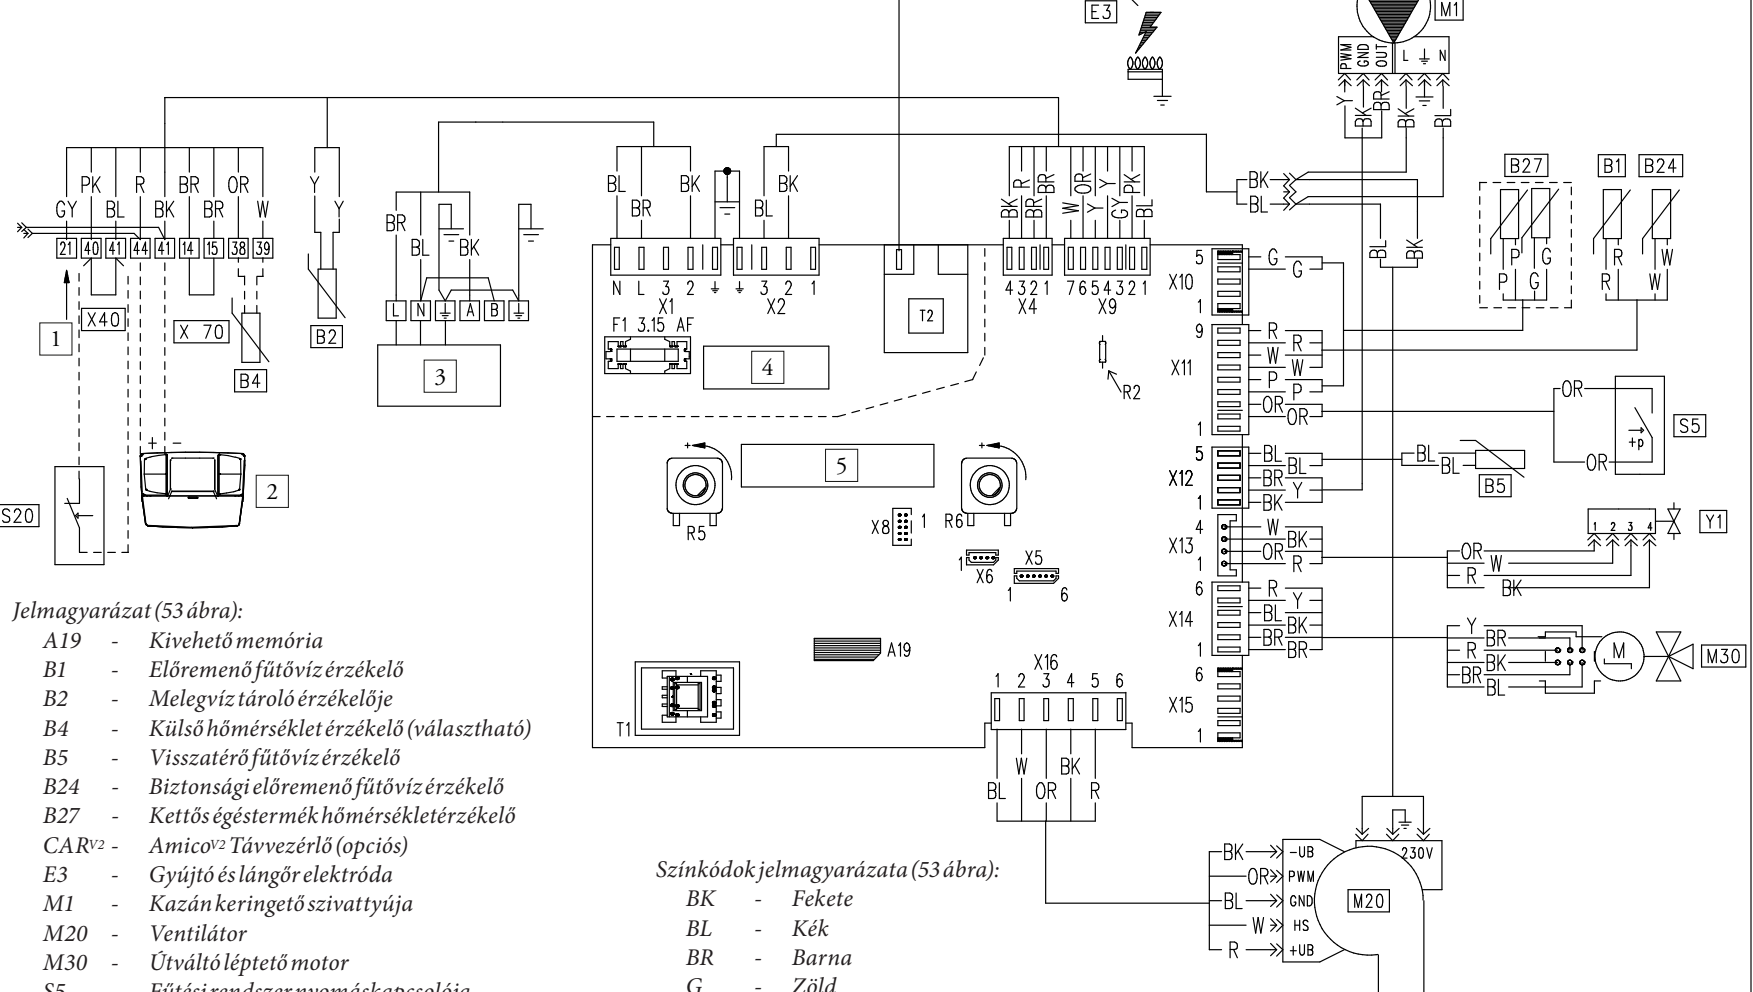 E3
M1
PWM
GND
OUT
L
N
Y
BK
BR
BK
BL
PK
BL
R
BK
BR
BR
OR
W
GY
21
40
41
44
41
14
15
38
39
1
X40
X 70
B4
Y
Y
B2
BR
BL
BK
L
N
A
B
3
+
-
2
S20
BL
BR
BK
BL
BK
N
L
3
2
3
2
1
X1
X2
F1 3.15 AF
4
T2
BK
R
BR
BR
W
OR
Y
Y
GY
PK
BL
4 3 2 1
7 6 5 4 3 2 1
X4
X9
R2
BK
BL
BL
BK
B27
B1
B24
P
G
P
G
R
R
W
W
5
X10
1
G
G
9
X11
1
R
R
W
W
P
P
OR
OR
OR
OR
+p
S5
5
X12
1
BL
BL
BR
Y
BK
BL
BL
B5
4
X13
1
W
BK
OR
R
1 2 3 4
Y1
OR
W
R
BK
6
X14
1
R
Y
BL
BK
BR
BR
Y
BR
R
BK
BR
BL
M
M30
6
X15
1
+
R5
5
+
R6
X8
1
1
X6
X5
1
6
A19
T1
X16
1 2 3 4 5 6
BL
W
OR
BK
R
BK
OR
BL
W
R
-UB
PWM
GND
HS
+UB
230V
M20
Jelmagyarázat (53 ábra):
A19 - Kivehető memória
B1 - Előremenő fűtővíz érzékelő
B2 - Melegvíz tároló érzékelője
B4 - Külső hőmérséklet érzékelő (választható)
B5 - Visszatérő fűtővíz érzékelő
B24 - Biztonsági előremenő fűtővíz érzékelő
B27 - Kettős égéstermék hőmérsékletérzékelő
CARV2 - AmicoV2 Távvezérlő (opciós)
E3 - Gyújtó és lángőr elektróda
M1 - Kazán keringető szivattyúja
M20 - Ventilátor
M30 - Útváltó léptető motor
S5 - Fűtési rendszer nyomáskapcsolója
Színkódok jelmagyarázata (53 ábra):
BK - Fekete
BL - Kék
BR - Barna
G - Zöld